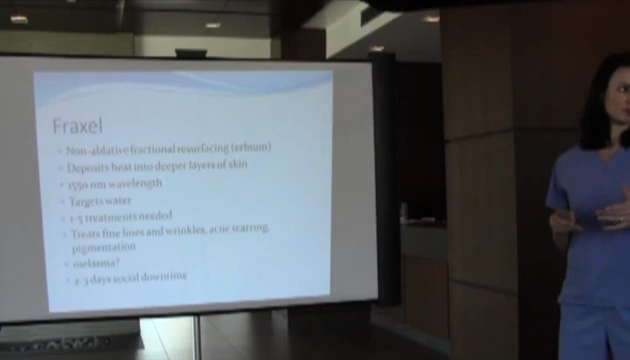 Fraxel
Non-ablative fractional resurfacing (erbium)
Deposits heat into deeper layers of skin
1550 nm wavelength
Targets water
1-5 treatments needed
Treats fine lines and wrinkles, acne scarring,
pigmentation
melasma?
2-3 days social downtime